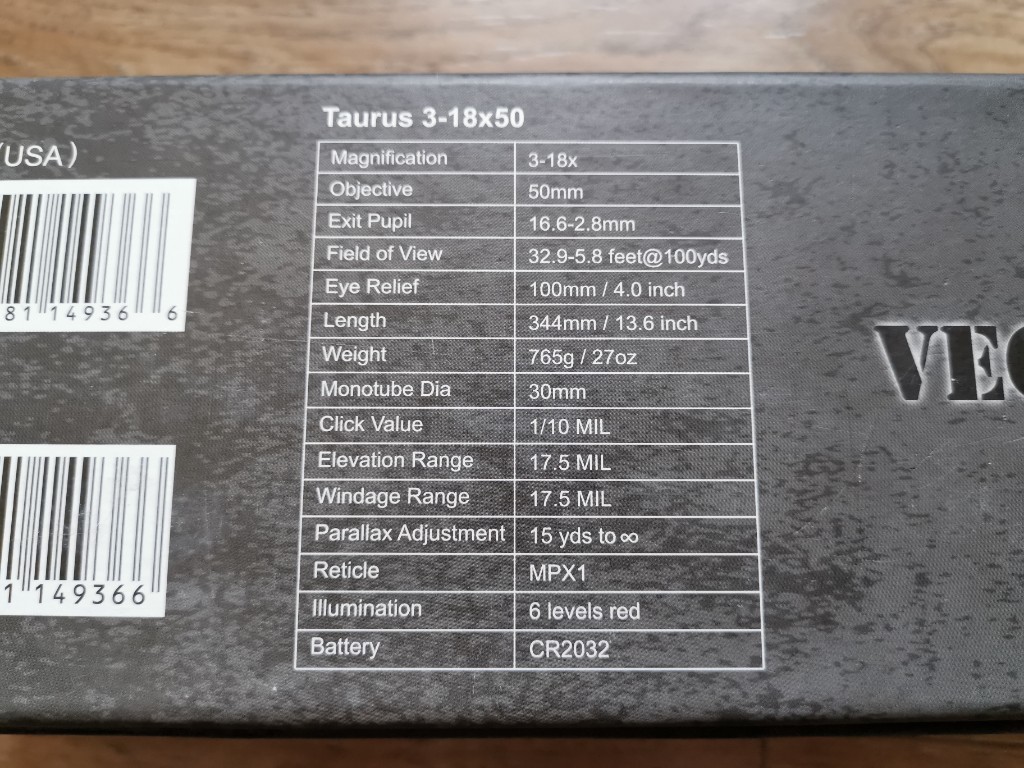 Taurus 3-18x50
Magnification 3-18x
Objective 50mm
Exit Pupil 16.6-2.8mm
Field of View 32.9-5.8 feet@100yds
Eye Relief 100mm / 4.0 inch
Length 344mm / 13.6 inch
Weight 765g / 27oz
Monotube Dia 30mm
Click Value 1/10 MIL
Elevation Range 17.5 MIL
Windage Range 17.5 MIL
Parallax Adjustment 15 yds to ∞
Reticle MPX1
Illumination 6 levels red
Battery CR2032
(USA)
81 14936 6
1 149366